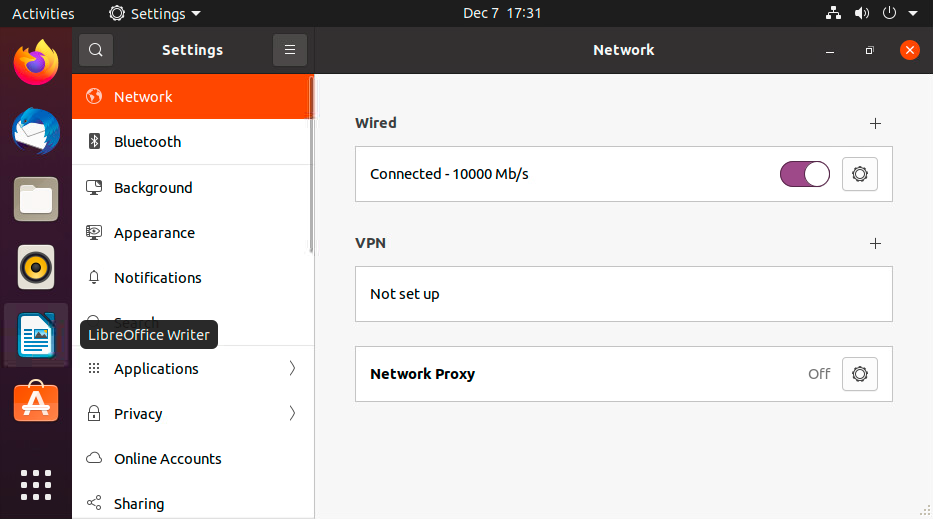 Activities Settings Dec 7 17:31
Settings Network
Network
Bluetooth
Background
Appearance
Notifications
Search
LibreOffice Writer
Applications
Privacy
Online Accounts
Sharing
Wired
Connected - 10000 Mb/s
VPN
Not set up
Network Proxy Off